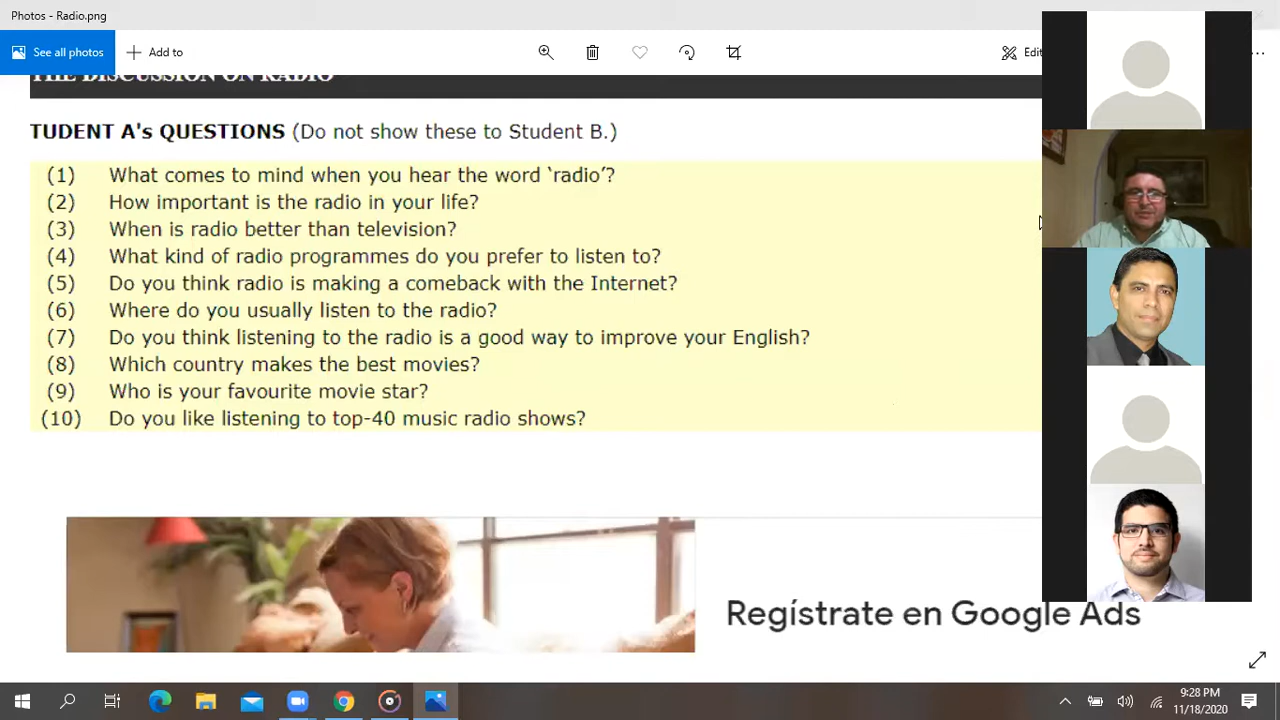 Photos - Radio.png
See all photos
Add to
Edit
THE DISCUSSION ON RADIO
TUDENT A's QUESTIONS (Do not show these to Student B.)
(1) What comes to mind when you hear the word ‘radio’?
(2) How important is the radio in your life?
(3) When is radio better than television?
(4) What kind of radio programmes do you prefer to listen to?
(5) Do you think radio is making a comeback with the Internet?
(6) Where do you usually listen to the radio?
(7) Do you think listening to the radio is a good way to improve your English?
(8) Which country makes the best movies?
(9) Who is your favourite movie star?
(10) Do you like listening to top-40 music radio shows?
Regístrate en Google Ads
9:28 PM
11/18/2020